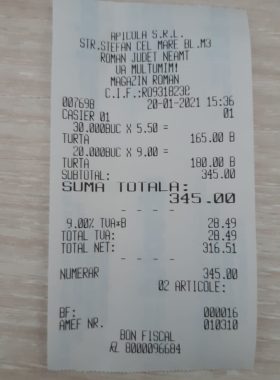 APICULA S.R.L.
STR.STEFAN CEL MARE BL.M3
ROMAN JUDET NEAMT
VA MULTUMIM!
MAGAZIN ROMAN
C.I.F.:RO931823C
00769B 20-01-2021 15:36
CASIER 01 01
30.000BUC X 5.50 =
TURTA 165.00 B
20.000BUC X 9.00 =
TURTA 180.00 B
SUBTOTAL: 345.00
SUMA TOTALA:
345.00
- - - -
9.00% TVA*B 28.49
TOTAL TVA: 28.49
TOTAL NET: 316.51
- - - -
NUMERAR 345.00
02 ARTICOLE:
- - - -
BF: 000016
AMEF NR. 010310
BON FISCAL
8000096684